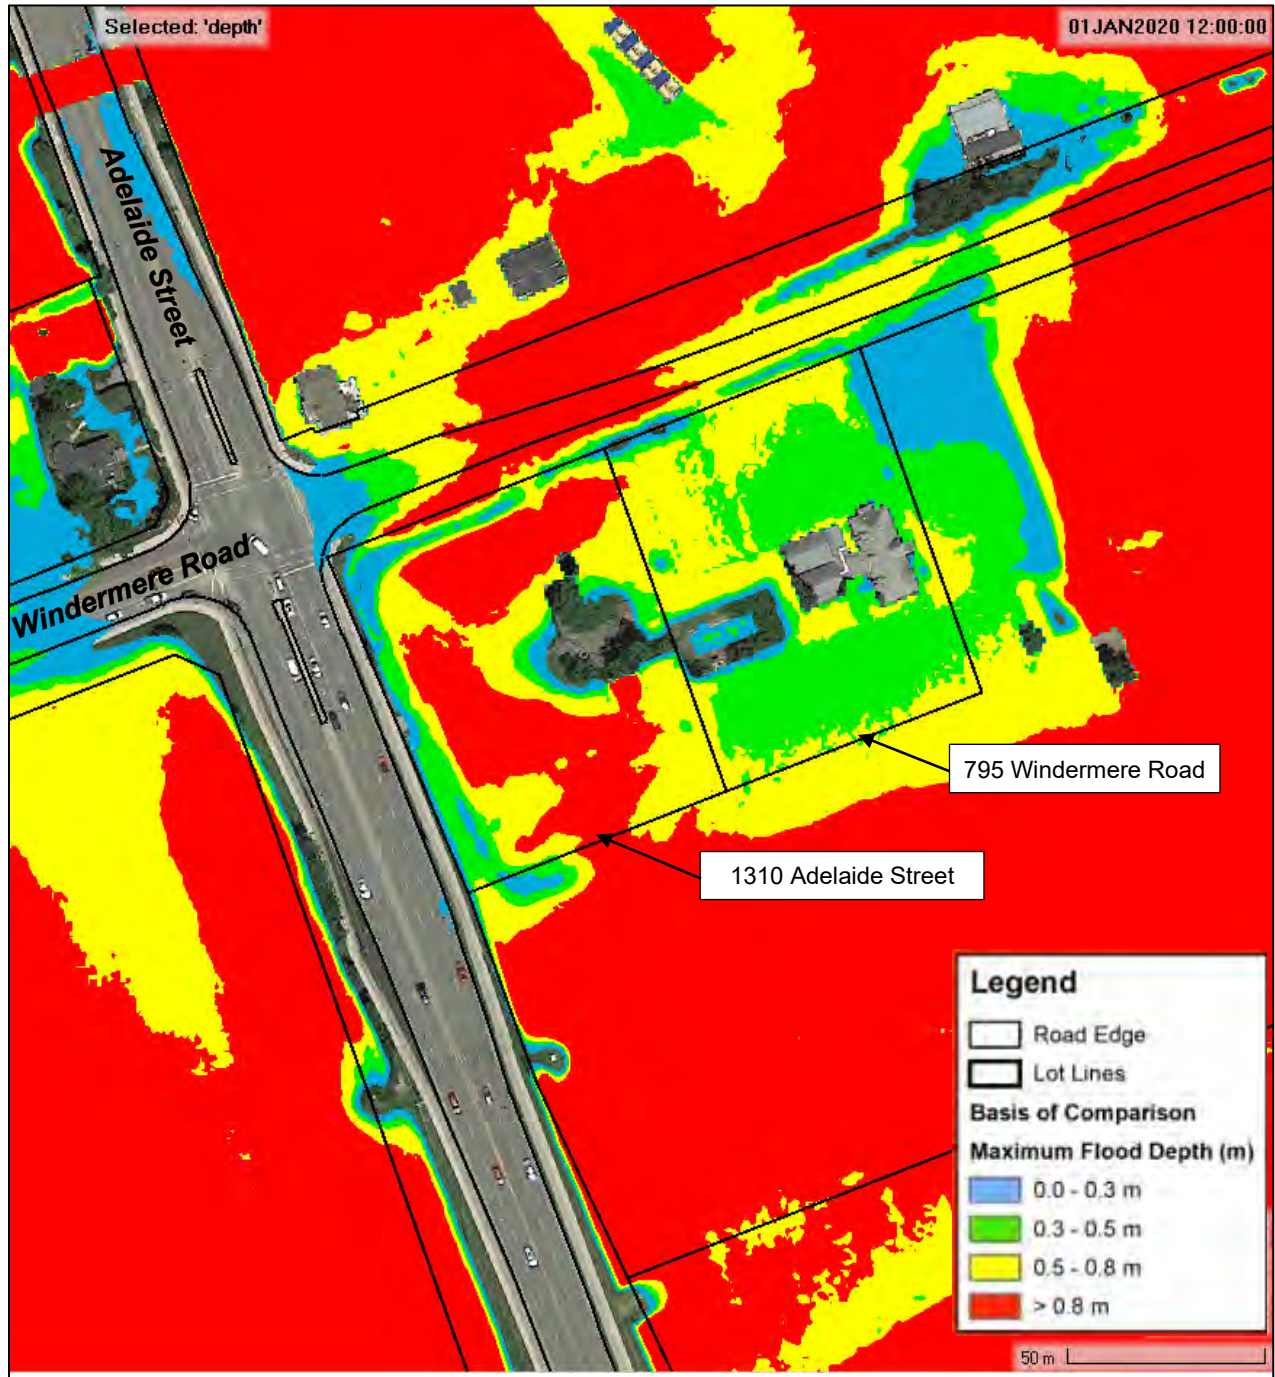 Selected: 'depth'
01JAN2020 12:00:00
Adelaide Street
Windermere Road
795 Windermere Road
1310 Adelaide Street
Legend
Road Edge
Lot Lines
Basis of Comparison
Maximum Flood Depth (m)
0.0 - 0.3 m
0.3 - 0.5 m
0.5 - 0.8 m
> 0.8 m
50 m